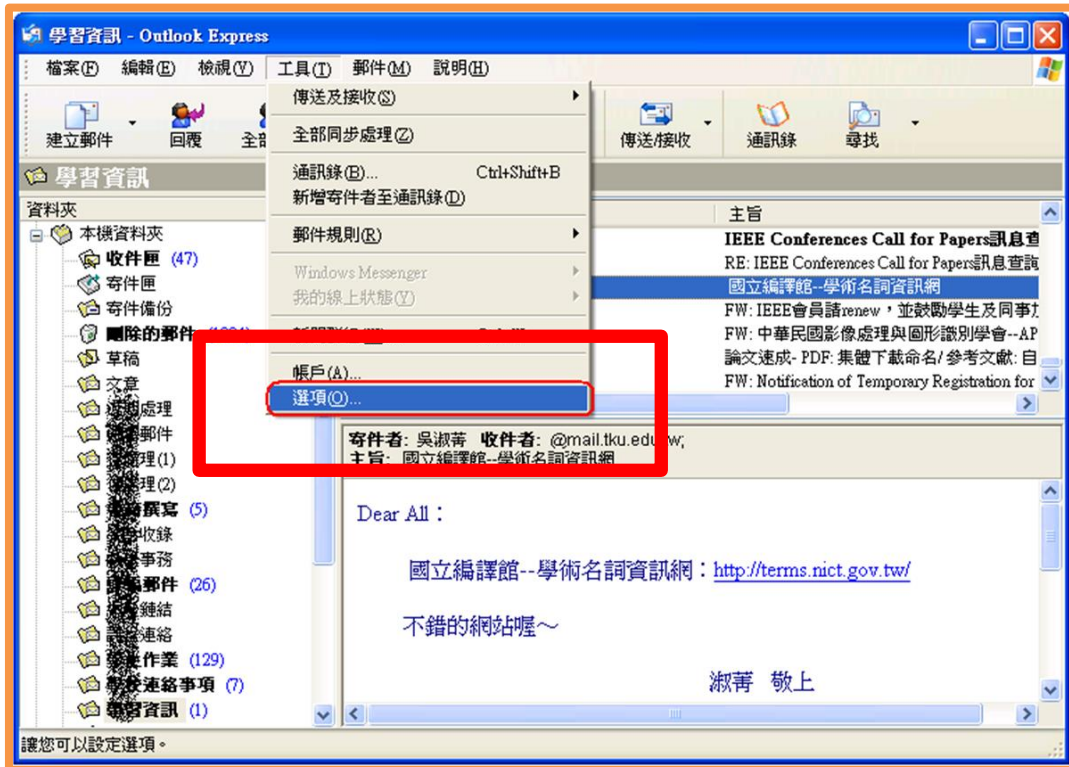 學習資訊 - Outlook Express
檔案(F) 編輯(E) 檢視(V) 工具(T) 郵件(M) 說明(H)
建立郵件 回覆 傳送/接收 通訊錄 尋找
學習資訊
傳送及接收(S)
全部同步處理(Z)
通訊錄(B)... Ctrl+Shift+B
新增寄件者至通訊錄(D)
郵件規則(R)
Windows Messenger
我的線上狀態(Y)
帳戶(A)...
選項(O)...
資料夾
本機資料夾
收件匣 (47)
寄件匣
寄件備份
刪除的郵件
草稿
文章
處理
郵件
理(1)
理(2)
撰寫 (5)
收錄
事務
郵件 (26)
鏈結
連絡
作業 (129)
連絡事項 (7)
學習資訊 (1)
主旨
IEEE Conferences Call for Papers訊息查
RE: IEEE Conferences Call for Papers訊息查詢
國立編譯館--學術名詞資訊網
FW: IEEE會員請renew,並鼓勵學生及同事
FW: 中華民國影像處理與圖形識別學會--AP
論文速成- PDF: 集體下載命名/ 參考文獻: 自
FW: Notification of Temporary Registration for
寄件者: 吳淑菁 收件者: @mail.tku.edu.tw;
主旨: 國立編譯館--學術名詞資訊網
Dear All:
國立編譯館--學術名詞資訊網:http://terms.nict.gov.tw/
不錯的網站喔~
淑菁 敬上
讓您可以設定選項。